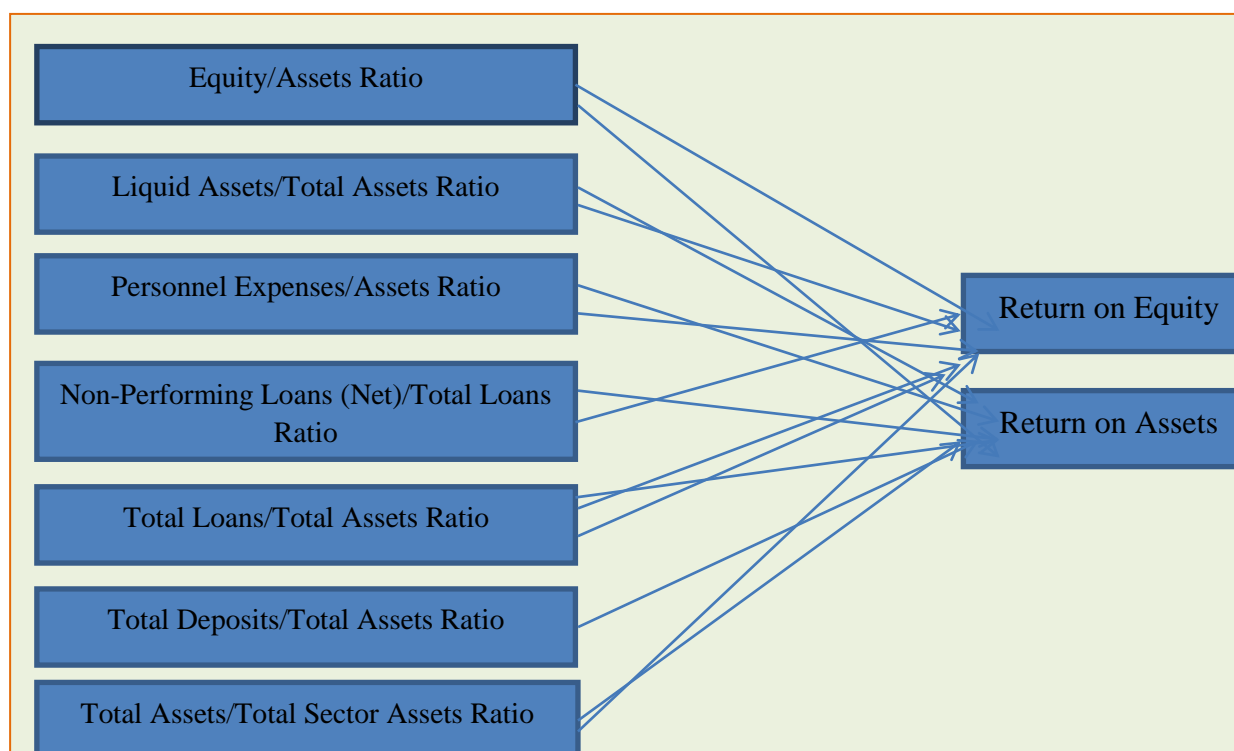 Equity/Assets Ratio
Liquid Assets/Total Assets Ratio
Personnel Expenses/Assets Ratio
Non-Performing Loans (Net)/Total Loans
Ratio
Total Loans/Total Assets Ratio
Total Deposits/Total Assets Ratio
Total Assets/Total Sector Assets Ratio
Return on Equity
Return on Assets